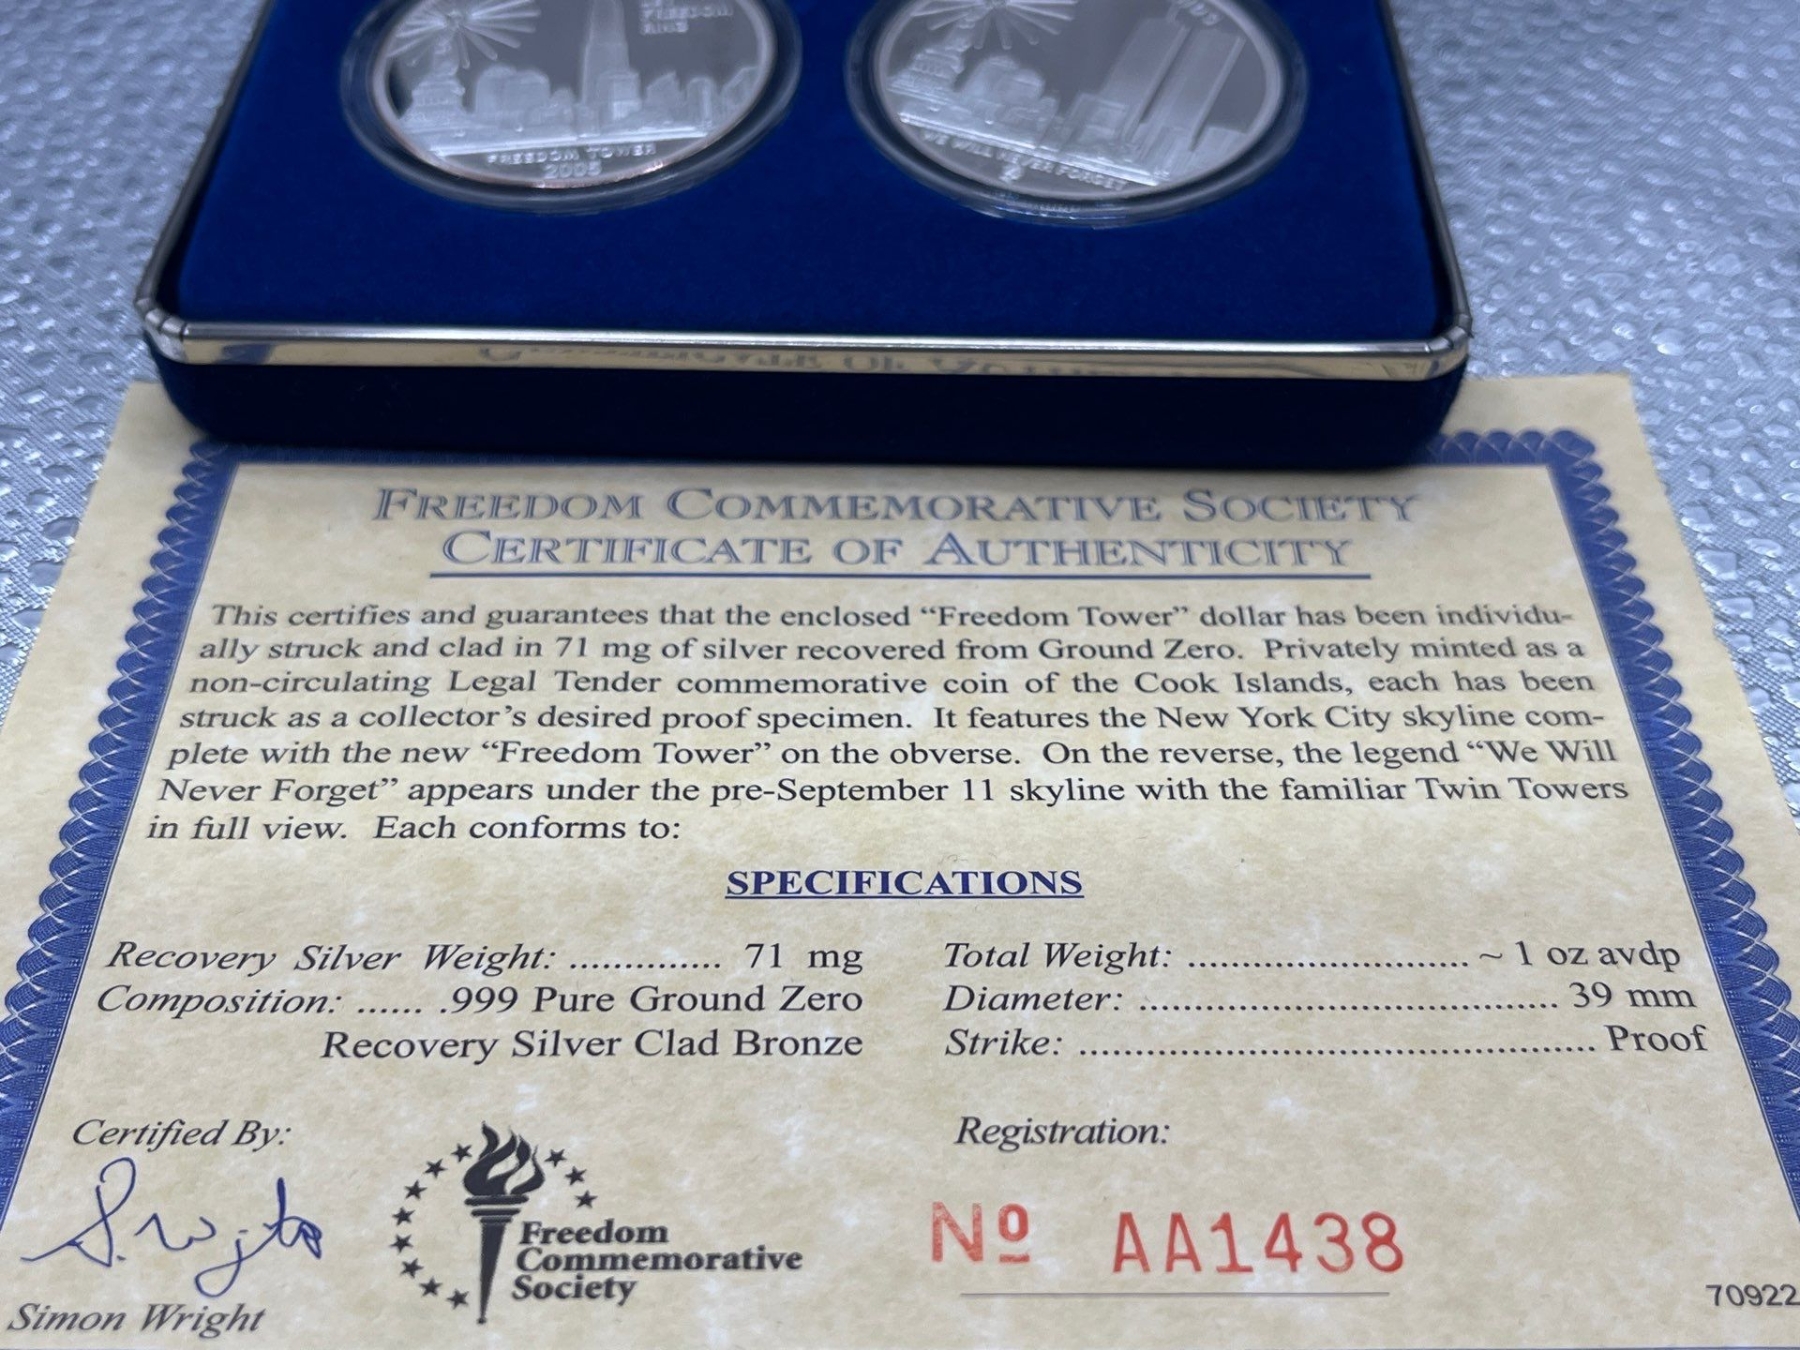 FREEDOM
FREEDOM TOWER
2005
WE WILL NEVER FORGET
FREEDOM COMMEMORATIVE SOCIETY
CERTIFICATE OF AUTHENTICITY
This certifies and guarantees that the enclosed “Freedom Tower” dollar has been individu-
ally struck and clad in 71 mg of silver recovered from Ground Zero. Privately minted as a
non-circulating Legal Tender commemorative coin of the Cook Islands, each has been
struck as a collector’s desired proof specimen. It features the New York City skyline com-
plete with the new “Freedom Tower” on the obverse. On the reverse, the legend “We Will
Never Forget” appears under the pre-September 11 skyline with the familiar Twin Towers
in full view. Each conforms to:
SPECIFICATIONS
Recovery Silver Weight: .............. 71 mg
Composition: ...... .999 Pure Ground Zero
Recovery Silver Clad Bronze
Total Weight: ............................ ~ 1 oz avdp
Diameter: .......................................... 39 mm
Strike: .................................................... Proof
Certified By:
S. Wright
Simon Wright
Freedom
Commemorative
Society
Registration:
Nº AA1438
70922